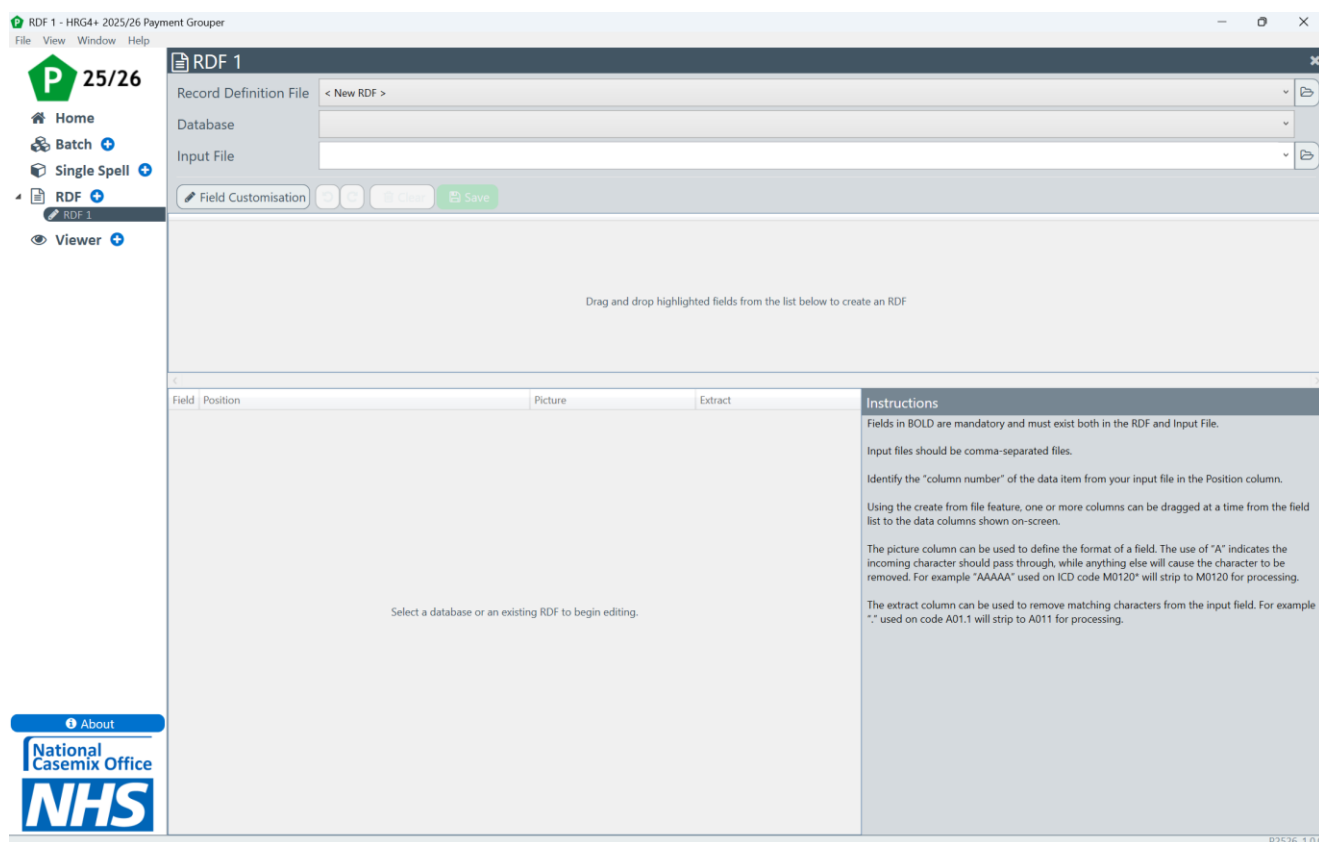 RDF 1 - HRG4+ 2025/26 Payment Grouper
File View Window Help
P 25/26
Home
Batch
Single Spell
RDF
RDF 1
Viewer
RDF 1
Record Definition File < New RDF >
Database
Input File
Field Customisation Clear Save
Drag and drop highlighted fields from the list below to create an RDF
Field Position Picture Extract
Select a database or an existing RDF to begin editing.
Instructions
Fields in BOLD are mandatory and must exist both in the RDF and Input File.
Input files should be comma-separated files.
Identify the "column number" of the data item from your input file in the Position column.
Using the create from file feature, one or more columns can be dragged at a time from the field
list to the data columns shown on-screen.
The picture column can be used to define the format of a field. The use of "A" indicates the
incoming character should pass through, while anything else will cause the character to be
removed. For example "AAAAA" used on ICD code M0120* will strip to M0120 for processing.
The extract column can be used to remove matching characters from the input field. For example
"." used on code A01.1 will strip to A011 for processing.
About
National
Casemix Office
NHS